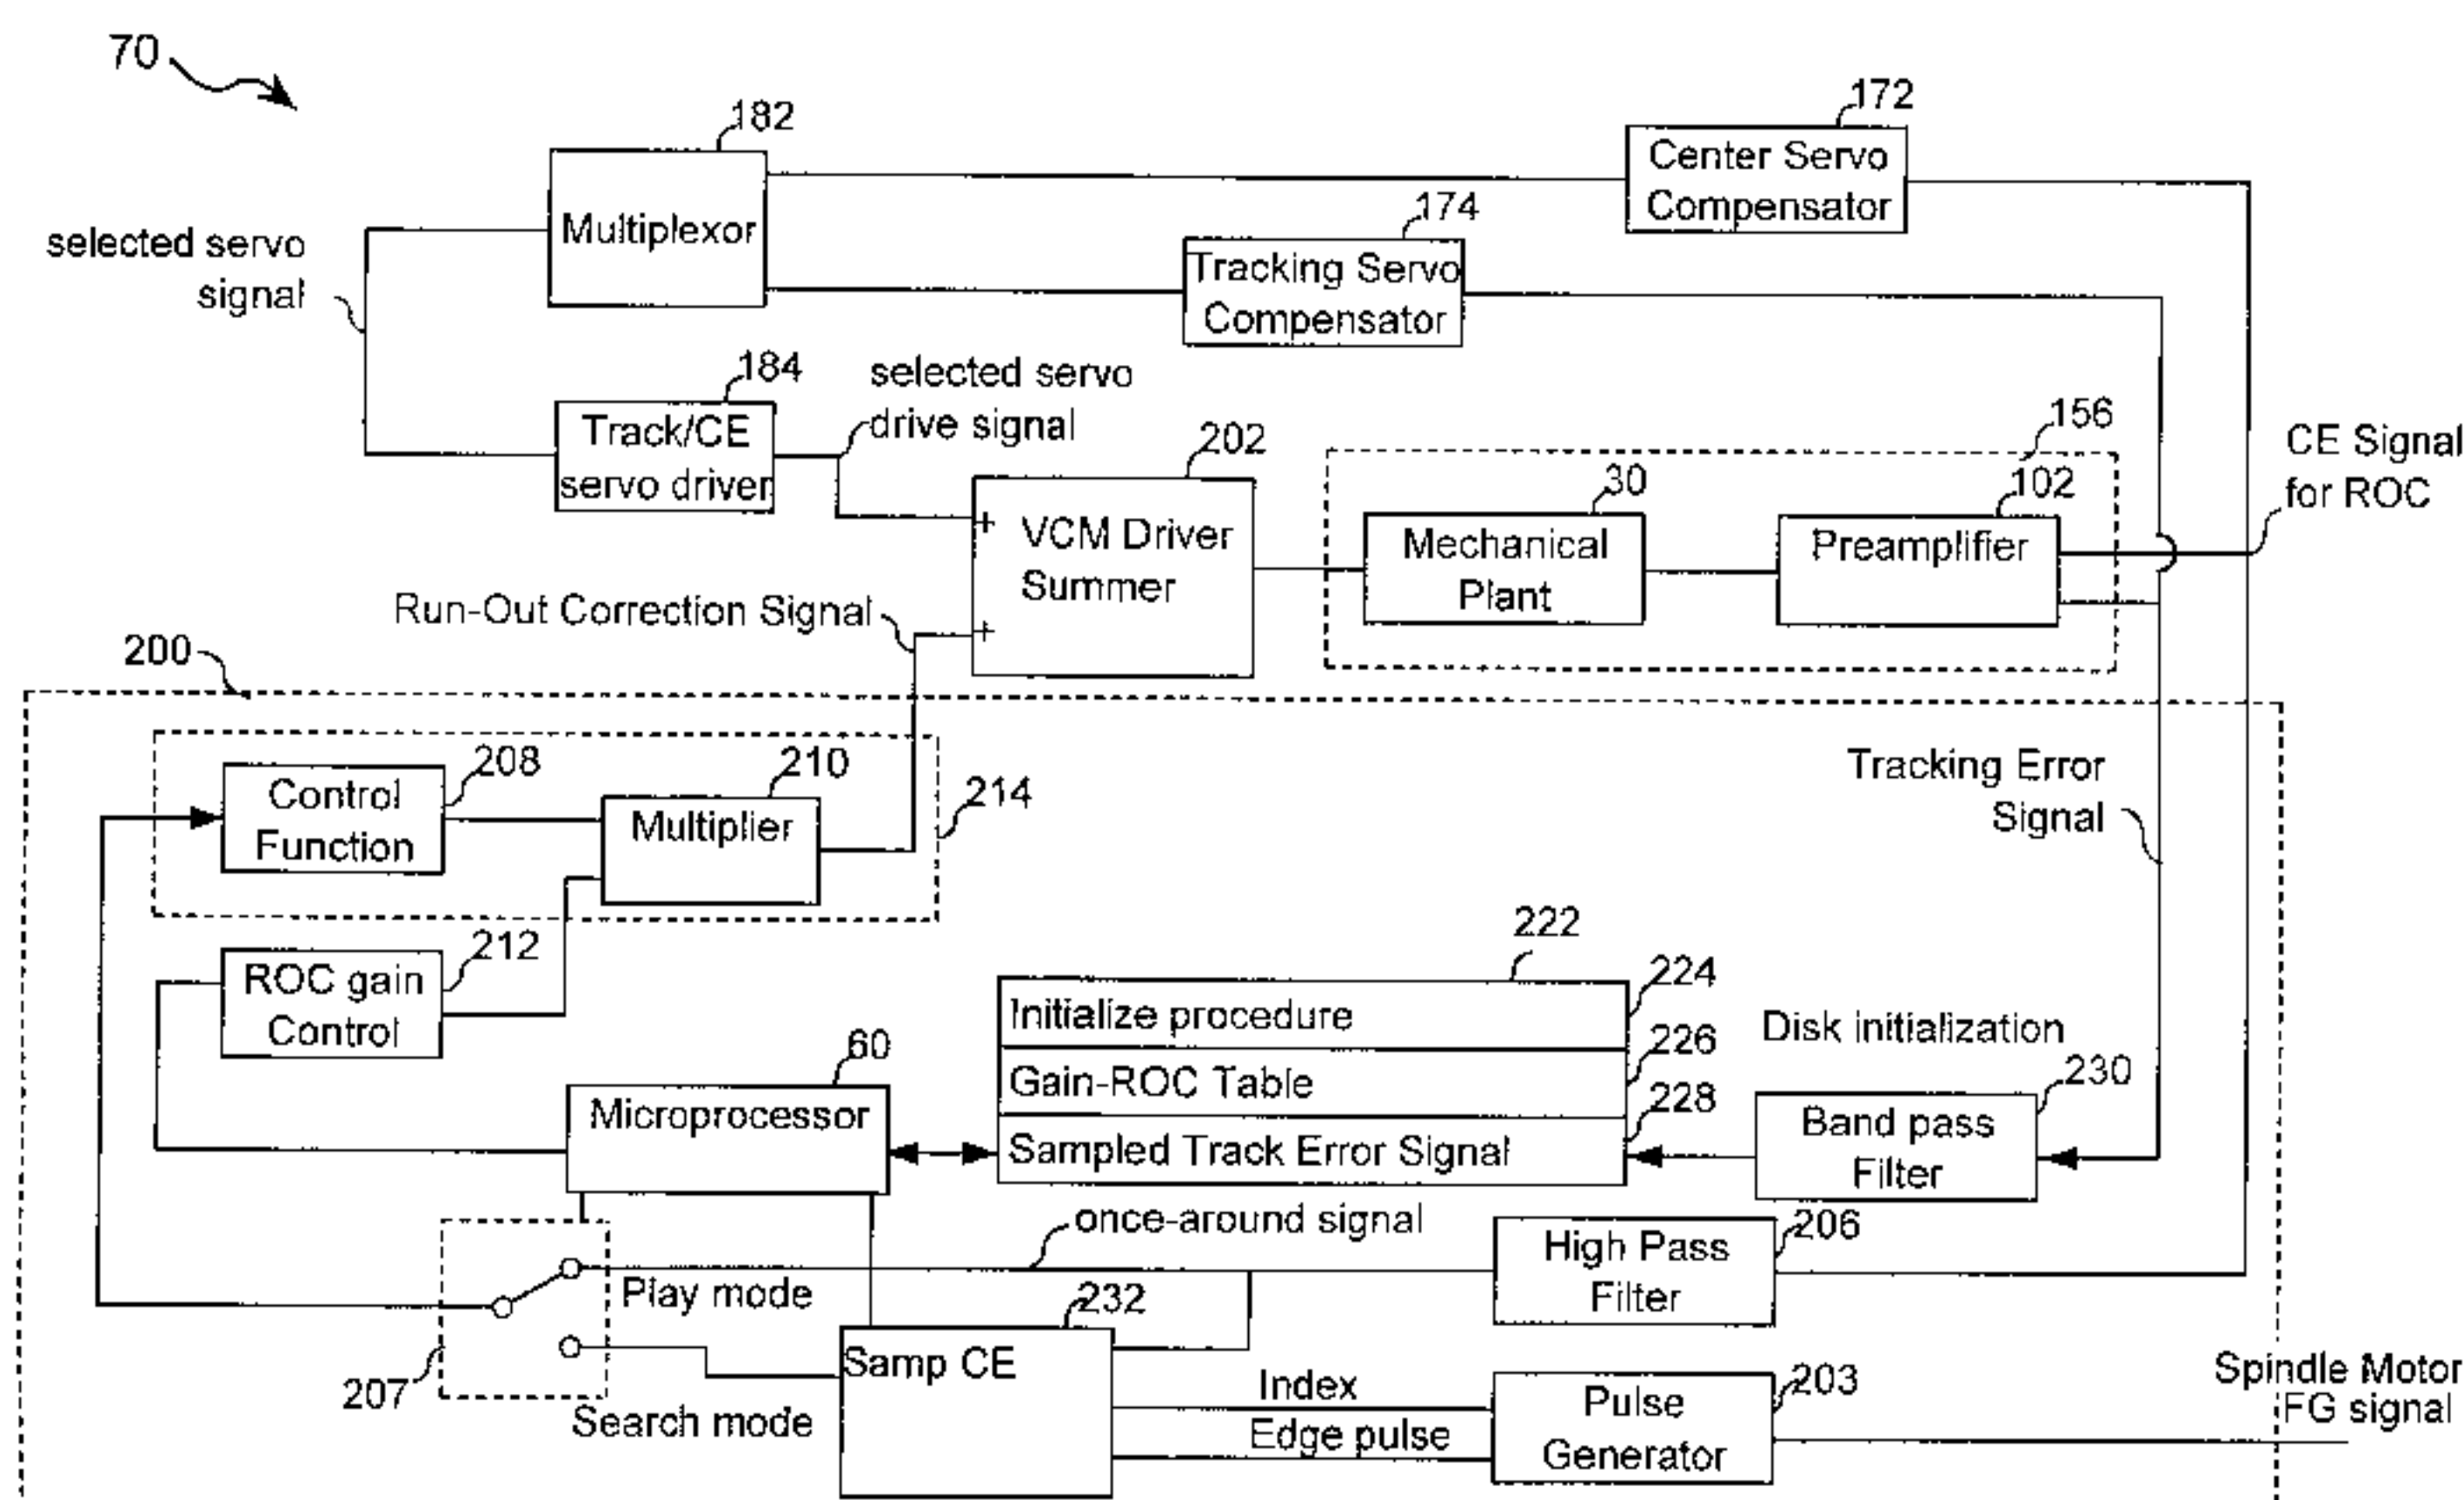 70
182
172
Center Servo
Compensator
Multiplexor
174
Tracking Servo
Compensator
selected servo
signal
184
Track/CE
servo driver
selected servo
drive signal
202
+
VCM Driver
Summer
+
156
30
Mechanical
Plant
102
Preamplifier
CE Signal
for ROC
Run-Out Correction Signal
200
208
Control
Function
210
Multiplier
214
Tracking Error
Signal
212
ROC gain
Control
222
Initialize procedure
224
Gain-ROC Table
226
Sampled Track Error Signal
228
Disk initialization
230
Band pass
Filter
60
Microprocessor
once-around signal
206
High Pass
Filter
Play mode
207
Search mode
232
Samp CE
Index
Edge pulse
203
Pulse
Generator
Spindle Motor
FG signal